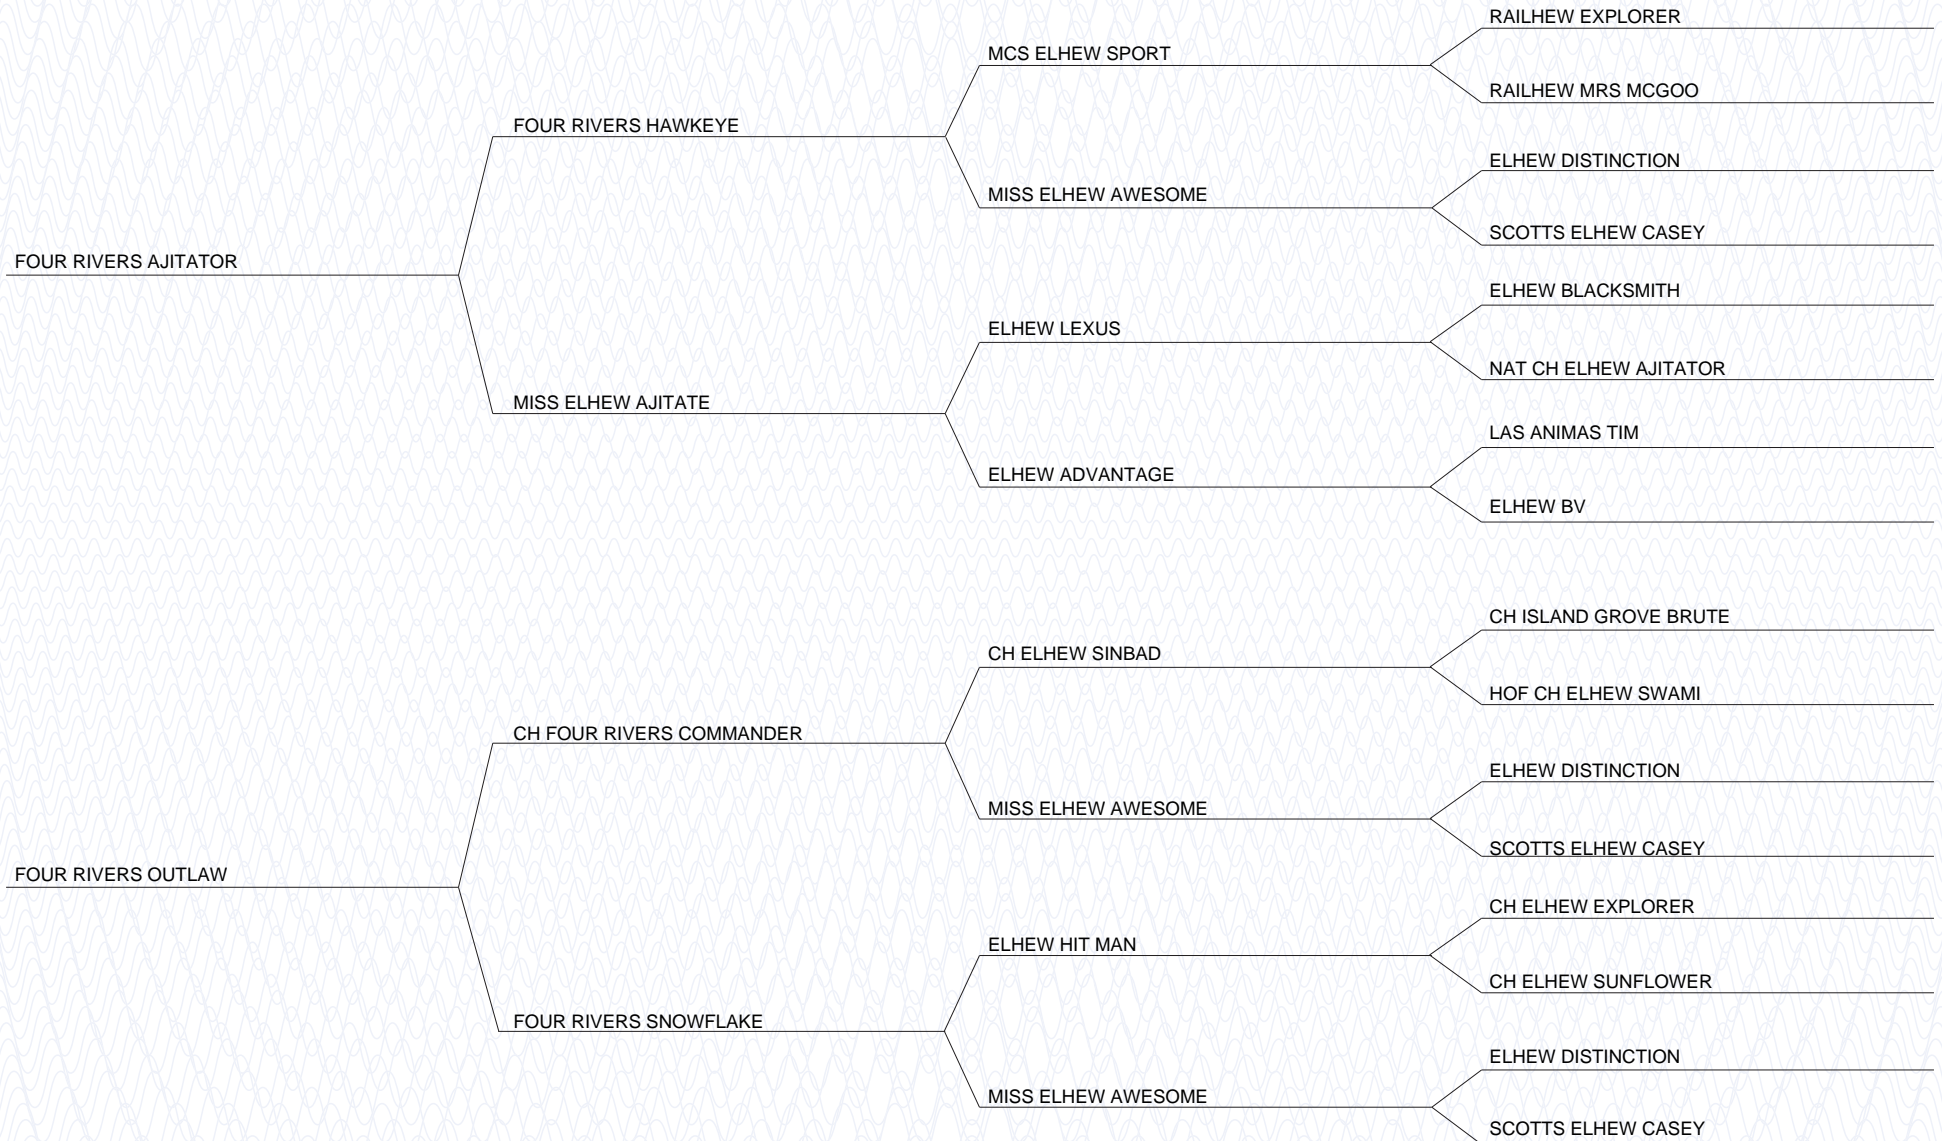 RAILHEW EXPLORER
MCS ELHEW SPORT
RAILHEW MRS MCGOO
FOUR RIVERS HAWKEYE
ELHEW DISTINCTION
MISS ELHEW AWESOME
SCOTTS ELHEW CASEY
FOUR RIVERS AJITATOR
ELHEW BLACKSMITH
ELHEW LEXUS
NAT CH ELHEW AJITATOR
MISS ELHEW AJITATE
LAS ANIMAS TIM
ELHEW ADVANTAGE
ELHEW BV
CH ISLAND GROVE BRUTE
CH ELHEW SINBAD
HOF CH ELHEW SWAMI
CH FOUR RIVERS COMMANDER
ELHEW DISTINCTION
MISS ELHEW AWESOME
SCOTTS ELHEW CASEY
FOUR RIVERS OUTLAW
CH ELHEW EXPLORER
ELHEW HIT MAN
CH ELHEW SUNFLOWER
FOUR RIVERS SNOWFLAKE
ELHEW DISTINCTION
MISS ELHEW AWESOME
SCOTTS ELHEW CASEY